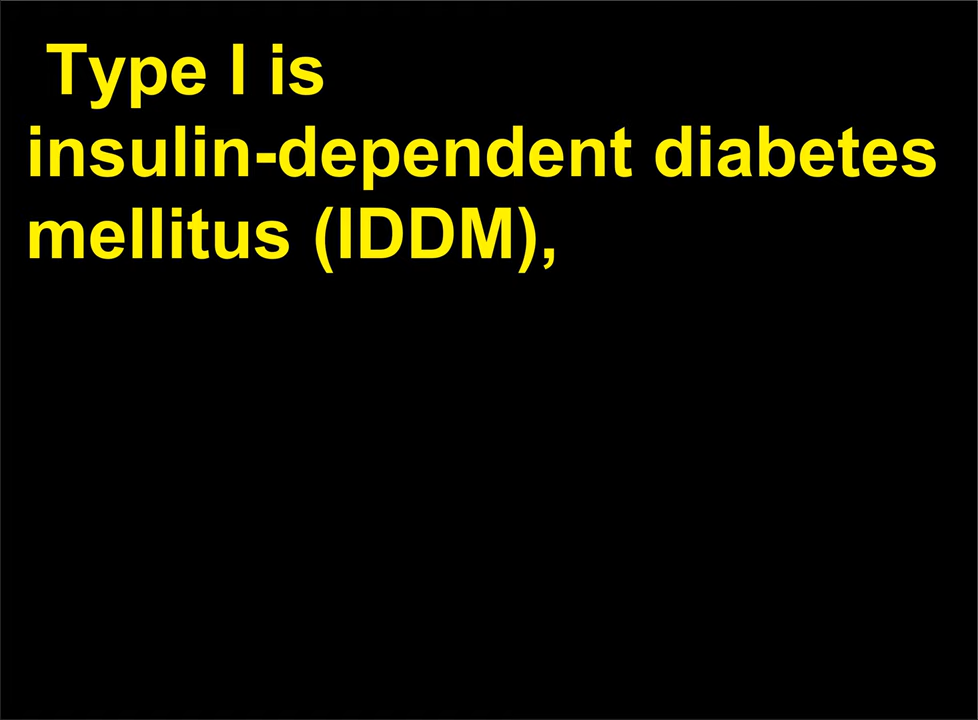 Type I is
insulin-dependent diabetes
mellitus (IDDM),